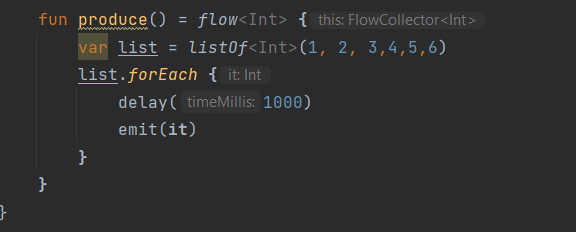 fun produce() = flow<Int> { this: FlowCollector<Int>
var list = listOf<Int>(1, 2, 3,4,5,6)
list.forEach { it: Int
delay( timeMillis: 1000)
emit(it)
}
}
}